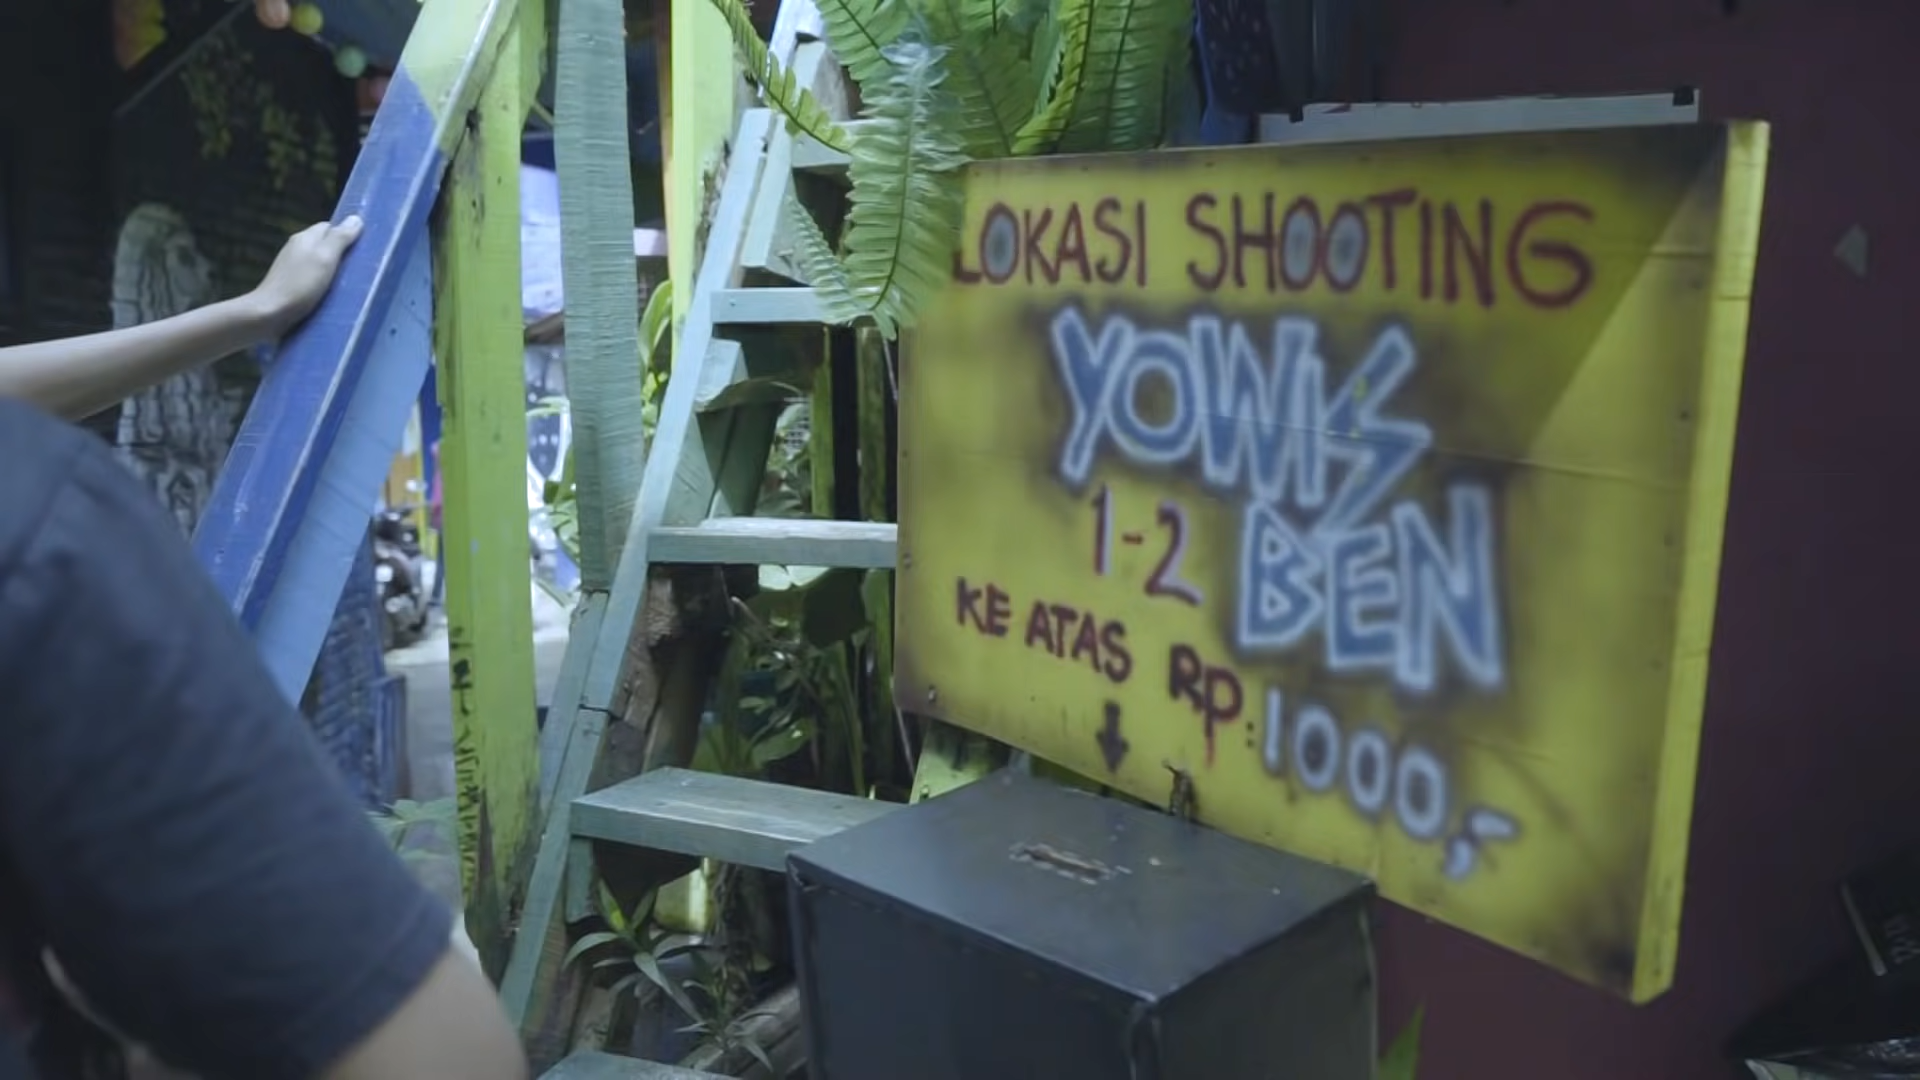 LOKASI SHOOTING
YOWIS
1-2 BEN
KE ATAS RP: 1000,-